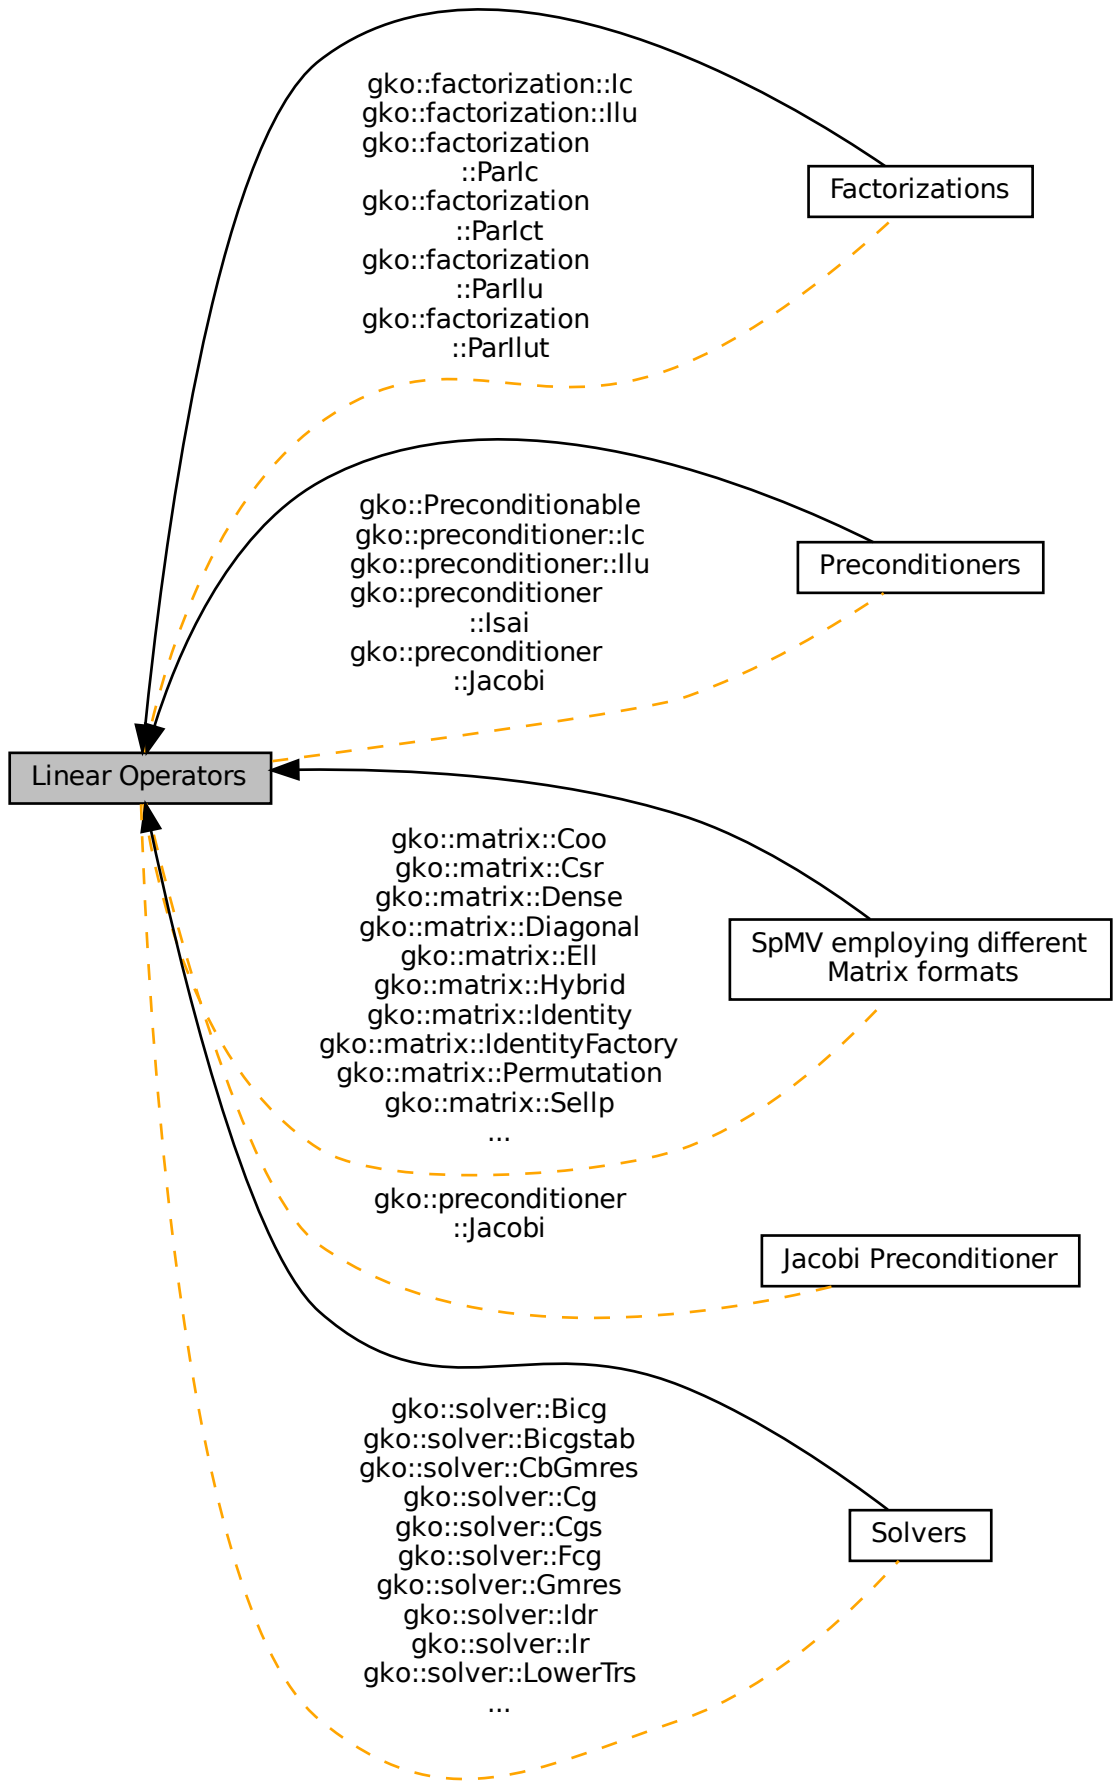 gko::factorization::Ic
gko::factorization::Ilu
gko::factorization
::ParIc
gko::factorization
::ParIct
gko::factorization
::ParIlu
gko::factorization
::ParIlut
Factorizations
gko::Preconditionable
gko::preconditioner::Ic
gko::preconditioner::Ilu
gko::preconditioner
::Isai
gko::preconditioner
::Jacobi
Preconditioners
Linear Operators
gko::matrix::Coo
gko::matrix::Csr
gko::matrix::Dense
gko::matrix::Diagonal
gko::matrix::Ell
gko::matrix::Hybrid
gko::matrix::Identity
gko::matrix::IdentityFactory
gko::matrix::Permutation
gko::matrix::Sellp
...
SpMV employing different
Matrix formats
gko::preconditioner
::Jacobi
Jacobi Preconditioner
gko::solver::Bicg
gko::solver::Bicgstab
gko::solver::CbGmres
gko::solver::Cg
gko::solver::Cgs
gko::solver::Fcg
gko::solver::Gmres
gko::solver::Idr
gko::solver::Ir
gko::solver::LowerTrs
...
Solvers